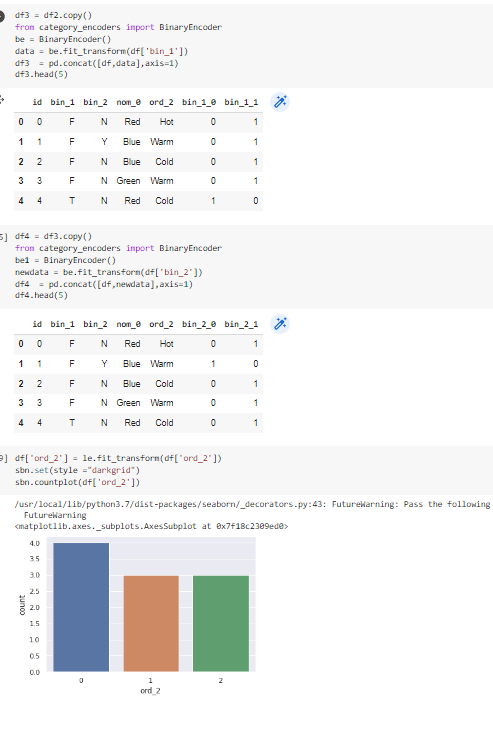 df3 = df2.copy()
from category_encoders import BinaryEncoder
be = BinaryEncoder()
data = be.fit_transform(df['bin_1'])
df3 = pd.concat([df,data],axis=1)
df3.head(5)
id bin_1 bin_2 nom_0 ord_2 bin_1_0 bin_1_1
0 0 F N Red Hot 0 1
1 1 F Y Blue Warm 0 1
2 2 F N Blue Cold 0 1
3 3 F N Green Warm 0 1
4 4 T N Red Cold 1 0
df4 = df3.copy()
from category_encoders import BinaryEncoder
be1 = BinaryEncoder()
newdata = be.fit_transform(df['bin_2'])
df4 = pd.concat([df,newdata],axis=1)
df4.head(5)
id bin_1 bin_2 nom_0 ord_2 bin_2_0 bin_2_1
0 0 F N Red Hot 0 1
1 1 F Y Blue Warm 1 0
2 2 F N Blue Cold 0 1
3 3 F N Green Warm 0 1
4 4 T N Red Cold 0 1
df['ord_2'] = le.fit_transform(df['ord_2'])
sbn.set(style ="darkgrid")
sbn.countplot(df['ord_2'])
/usr/local/lib/python3.7/dist-packages/seaborn/_decorators.py:43: FutureWarning: Pass the following
FutureWarning
<matplotlib.axes._subplots.AxesSubplot at 0x7f18c2309ed0>
4.0
3.5
3.0
2.5
2.0
1.5
1.0
0.5
0.0
count
0 1 2
ord_2